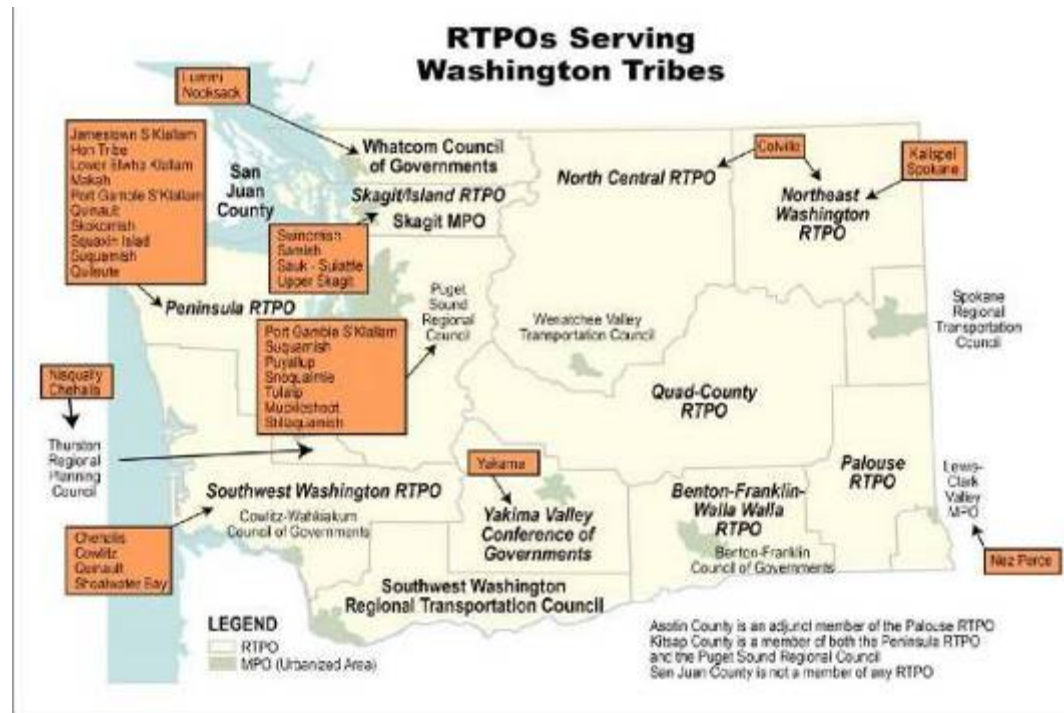 RTPOs Serving
Washington Tribes
Lummi
Nooksack
Jamestown S'Klallam
Hoh Tribe
Lower Elwha Klallam
Makah
Port Gamble S'Klallam
Quinault
Skokomish
Squaxin Islad
Suquamish
Quileute
San
Juan
County
Whatcom Council
of Governments
Skagit/Island RTPO
Skagit MPO
Swinomish
Samish
Sauk - Suiattle
Upper Skagit
North Central RTPO
Colville
Kalispel
Spokane
Northeast
Washington
RTPO
Peninsula RTPO
Puget
Sound
Regional
Council
Port Gamble S'Klallam
Suquamish
Puyallup
Snoqualmie
Tulalip
Muckleshoot
Stillaguamish
Wenatchee Valley
Transportation Council
Spokane
Regional
Transportation
Council
Nisqually
Chehalis
Thurston
Regional
Planning
Council
Quad-County
RTPO
Yakama
Southwest Washington RTPO
Cowlitz-Wahkiakum
Council of Governments
Chehalis
Cowlitz
Quinault
Shoalwater Bay
Yakima Valley
Conference of
Governments
Benton-Franklin-
Walla Walla
RTPO
Benton-Franklin
Council of Governments
Palouse
RTPO
Lewis-
Clark
Valley
MPO
Nez Perce
Southwest Washington
Regional Transportation Council
LEGEND
RTPO
MPO (Urbanized Area)
Asotin County is an adjunct member of the Palouse RTPO
Kitsap County is a member of both the Peninsula RTPO
and the Puget Sound Regional Council
San Juan County is not a member of any RTPO